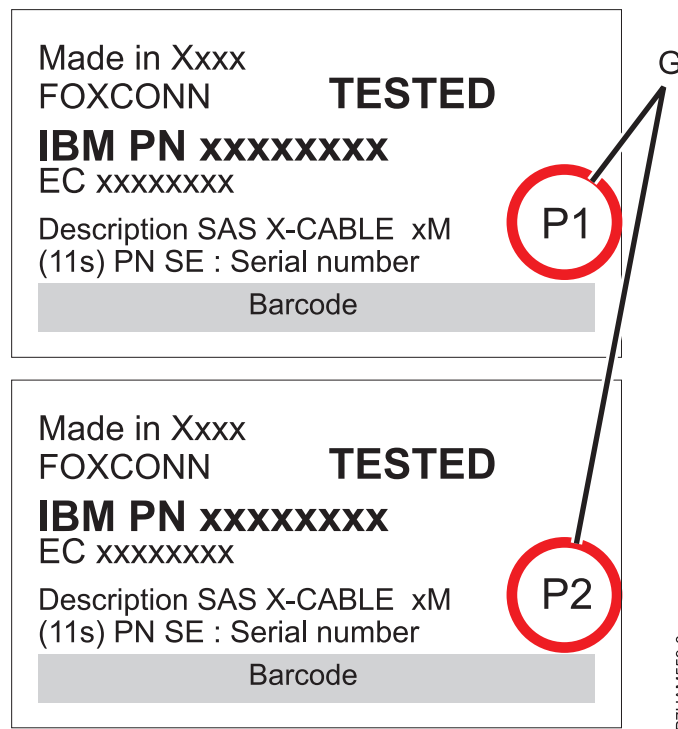 Made in Xxxx
FOXCONN TESTED
IBM PN xxxxxxxx
EC xxxxxxxx
Description SAS X-CABLE xM
(11s) PN SE : Serial number
P1
Barcode
G
Made in Xxxx
FOXCONN TESTED
IBM PN xxxxxxxx
EC xxxxxxxx
Description SAS X-CABLE xM
(11s) PN SE : Serial number
P2
Barcode